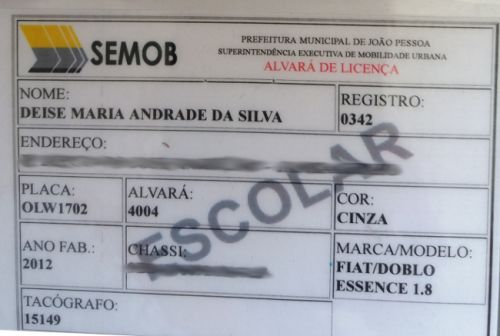 SEMOB
PREFEITURA MUNICIPAL DE JOÃO PESSOA
SUPERINTENDÊNCIA EXECUTIVA DE MOBILIDADE URBANA
ALVARÁ DE LICENÇA
NOME:
DEISE MARIA ANDRADE DA SILVA
REGISTRO:
0342
ENDEREÇO:
PLACA:
OLW1702
ALVARÁ:
4004
COR:
CINZA
ESCOLAR
ANO FAB.:
2012
CHASSI:
MARCA/MODELO:
FIAT/DOBLO
ESSENCE 1.8
TACÓGRAFO:
15149